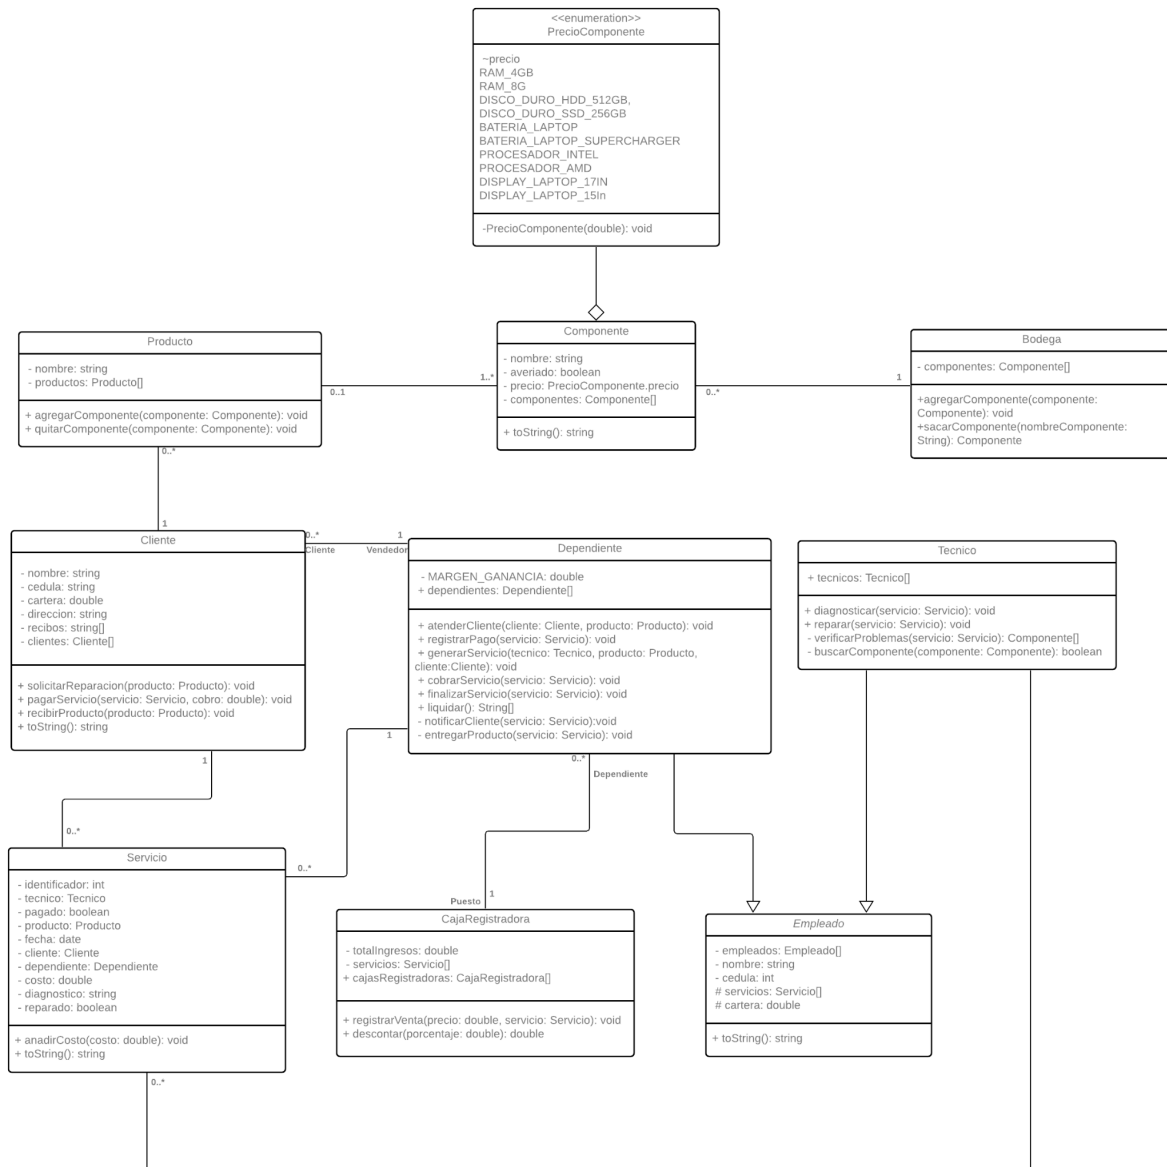 <<enumeration>>
PrecioComponente
~precio
RAM_4GB
RAM_8G
DISCO_DURO_HDD_512GB,
DISCO_DURO_SSD_256GB
BATERIA_LAPTOP
BATERIA_LAPTOP_SUPERCHARGER
PROCESADOR_INTEL
PROCESADOR_AMD
DISPLAY_LAPTOP_17IN
DISPLAY_LAPTOP_15In
-PrecioComponente(double): void
Producto
- nombre: string
- productos: Producto[]
+ agregarComponente(componente: Componente): void
+ quitarComponente(componente: Componente): void
0..1
1..*
Componente
- nombre: string
- averiado: boolean
- precio: PrecioComponente.precio
- componentes: Componente[]
+ toString(): string
0..*
1
Bodega
- componentes: Componente[]
+agregarComponente(componente:
Componente): void
+sacarComponente(nombreComponente:
String): Componente
0..*
1
Cliente
- nombre: string
- cedula: string
- cartera: double
- direccion: string
- recibos: string[]
- clientes: Cliente[]
+ solicitarReparacion(producto: Producto): void
+ pagarServicio(servicio: Servicio, cobro: double): void
+ recibirProducto(producto: Producto): void
+ toString(): string
0..*
Cliente
1
Vendedor
Dependiente
- MARGEN_GANANCIA: double
+ dependientes: Dependiente[]
+ atenderCliente(cliente: Cliente, producto: Producto): void
+ registrarPago(servicio: Servicio): void
+ generarServicio(tecnico: Tecnico, producto: Producto,
cliente:Cliente): void
+ cobrarServicio(servicio: Servicio): void
+ finalizarServicio(servicio: Servicio): void
+ liquidar(): String[]
- notificarCliente(servicio: Servicio):void
- entregarProducto(servicio: Servicio): void
Tecnico
+ tecnicos: Tecnico[]
+ diagnosticar(servicio: Servicio): void
+ reparar(servicio: Servicio): void
- verificarProblemas(servicio: Servicio): Componente[]
- buscarComponente(componente: Componente): boolean
1
0..*
1
0..*
0..*
Dependiente
1
Puesto
Servicio
- identificador: int
- tecnico: Tecnico
- pagado: boolean
- producto: Producto
- fecha: date
- cliente: Cliente
- dependiente: Dependiente
- costo: double
- diagnostico: string
- reparado: boolean
+ anadirCosto(costo: double): void
+ toString(): string
0..*
CajaRegistradora
- totalIngresos: double
- servicios: Servicio[]
+ cajasRegistradoras: CajaRegistradora[]
+ registrarVenta(precio: double, servicio: Servicio): void
+ descontar(porcentaje: double): double
Empleado
- empleados: Empleado[]
- nombre: string
- cedula: int
# servicios: Servicio[]
# cartera: double
+ toString(): string